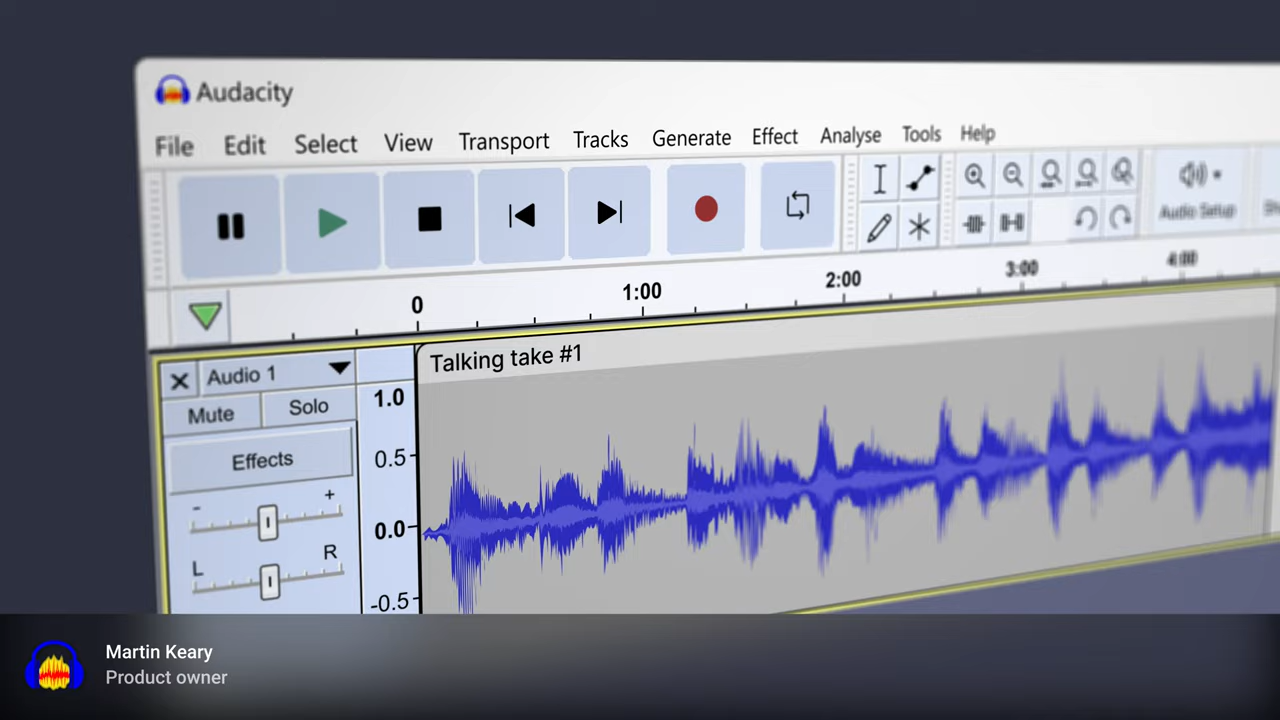 Audacity
File Edit Select View Transport Tracks Generate Effect Analyse Tools Help
Audio Setup
0 1:00 2:00 3:00 4:00
Audio 1
Talking take #1
Mute Solo
1.0
Effects
0.5
- +
0.0
L R
-0.5
Martin Keary
Product owner